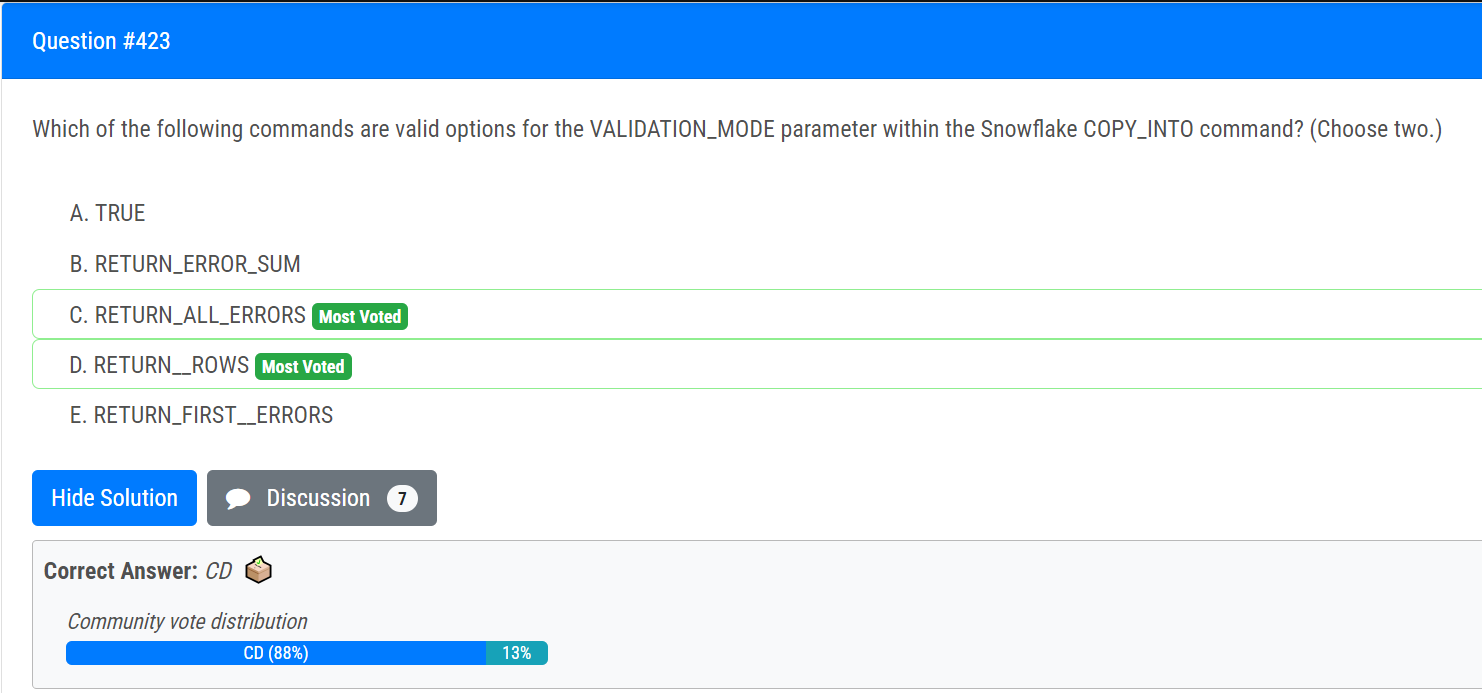 Question #423
Which of the following commands are valid options for the VALIDATION_MODE parameter within the Snowflake COPY_INTO command? (Choose two.)
A. TRUE
B. RETURN_ERROR_SUM
C. RETURN_ALL_ERRORS Most Voted
D. RETURN__ROWS Most Voted
E. RETURN_FIRST__ERRORS
Hide Solution Discussion 7
Correct Answer: CD
Community vote distribution
CD (88%) 13%